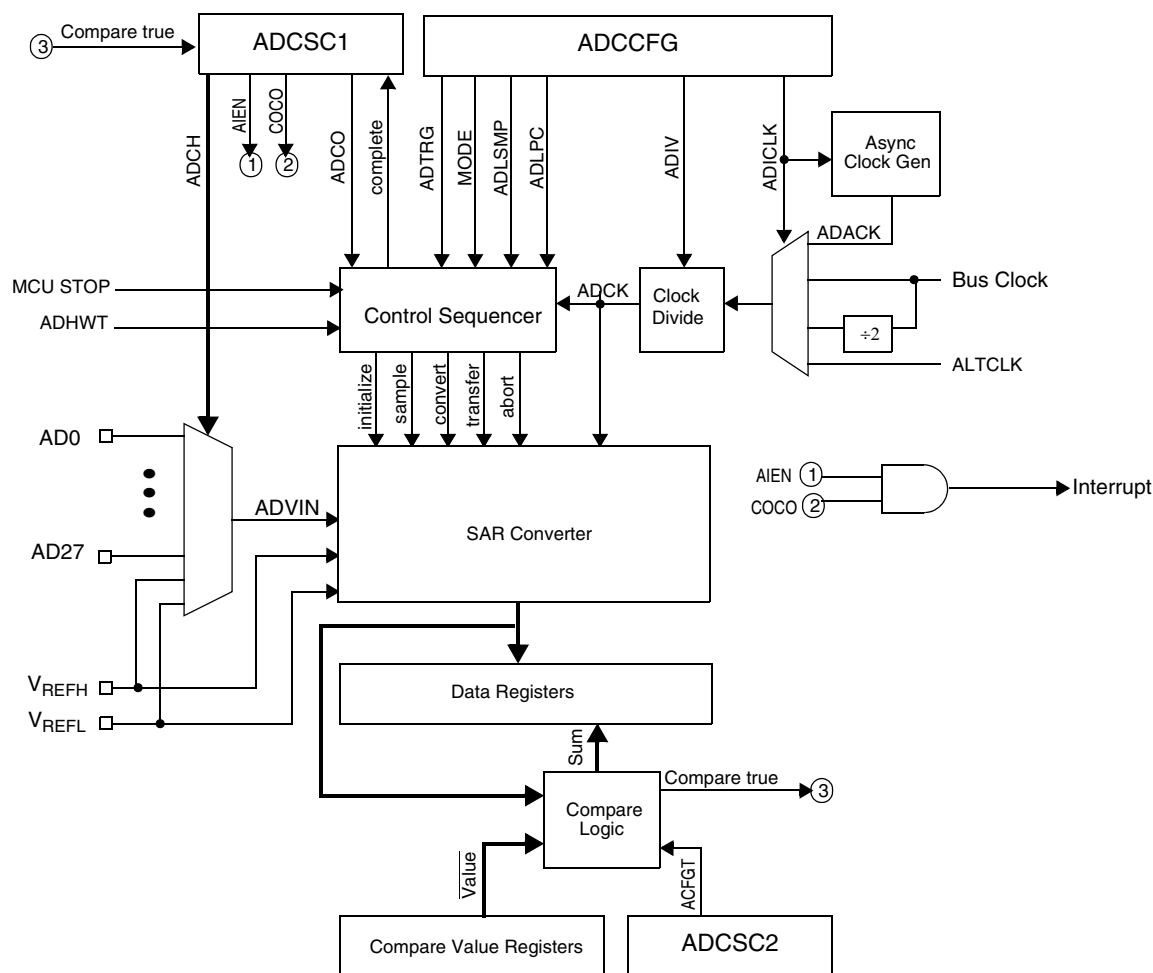 3
Compare true
ADCSC1
ADCCFG
ADCH
AIEN
COCO
ADCO
complete
ADTRG
MODE
ADLSMP
ADLPC
ADIV
ADICLK
1
2
Async
Clock Gen
ADACK
MCU STOP
ADHWT
Control Sequencer
ADCK
Clock
Divide
Bus Clock
÷2
ALTCLK
initialize
sample
convert
transfer
abort
AD0
ADVIN
AD27
SAR Converter
AIEN 1
COCO 2
Interrupt
VREFH
VREFL
Data Registers
Sum
Compare
Logic
Compare true
3
Value
ACFGT
Compare Value Registers
ADCSC2